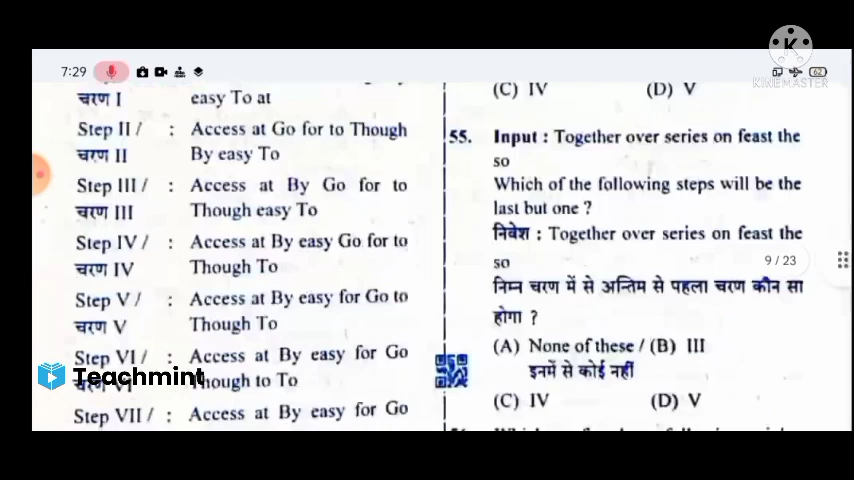 7:29
62
KINEMASTER
चरण I
easy To at
Step II / : Access at Go for to Though
चरण II By easy To
Step III / : Access at By Go for to
चरण III Though easy To
Step IV / : Access at By easy Go for to
चरण IV Though To
Step V / : Access at By easy for Go to
चरण V Though To
Step VI / : Access at By easy for Go
चरण VI Though to To
Step VII / : Access at By easy for Go
Teachmint
(C) IV (D) V
55. Input : Together over series on feast the
so
Which of the following steps will be the
last but one ?
निवेश : Together over series on feast the
so
निम्न चरण में से अन्तिम से पहला चरण कौन सा
होगा ?
(A) None of these / (B) III
इनमें से कोई नहीं
(C) IV (D) V
9 / 23